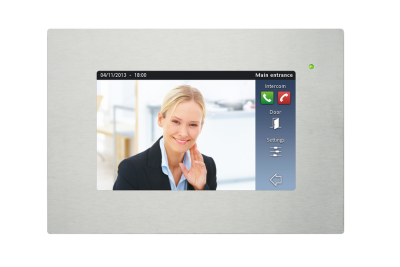 04/11/2013 - 18:00
Main entrance
Intercom
Door
Settings